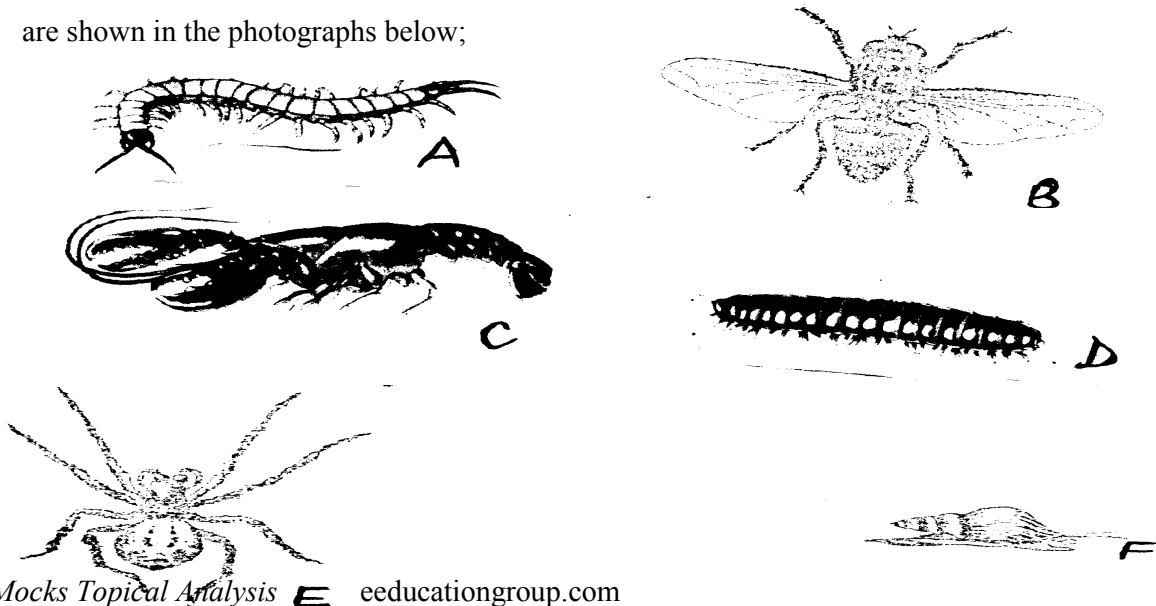 are shown in the photographs below;
A
B
C
D
Mocks Topical Analysis E eeducationgroup.com
F